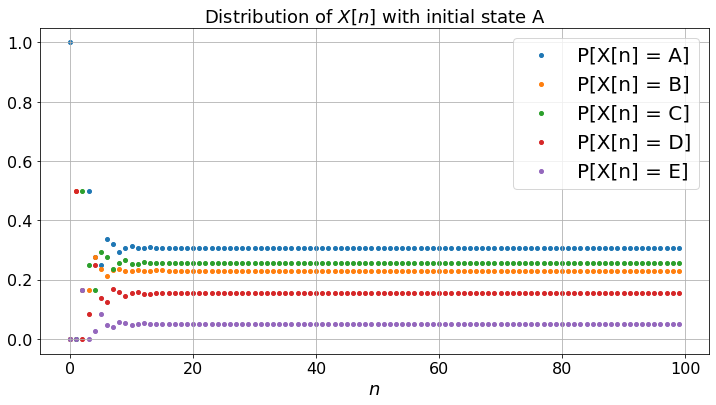 Distribution of X[n] with initial state A
1.0
0.8
0.6
0.4
0.2
0.0
P[X[n] = A]
P[X[n] = B]
P[X[n] = C]
P[X[n] = D]
P[X[n] = E]
0 20 40 60 80 100
n